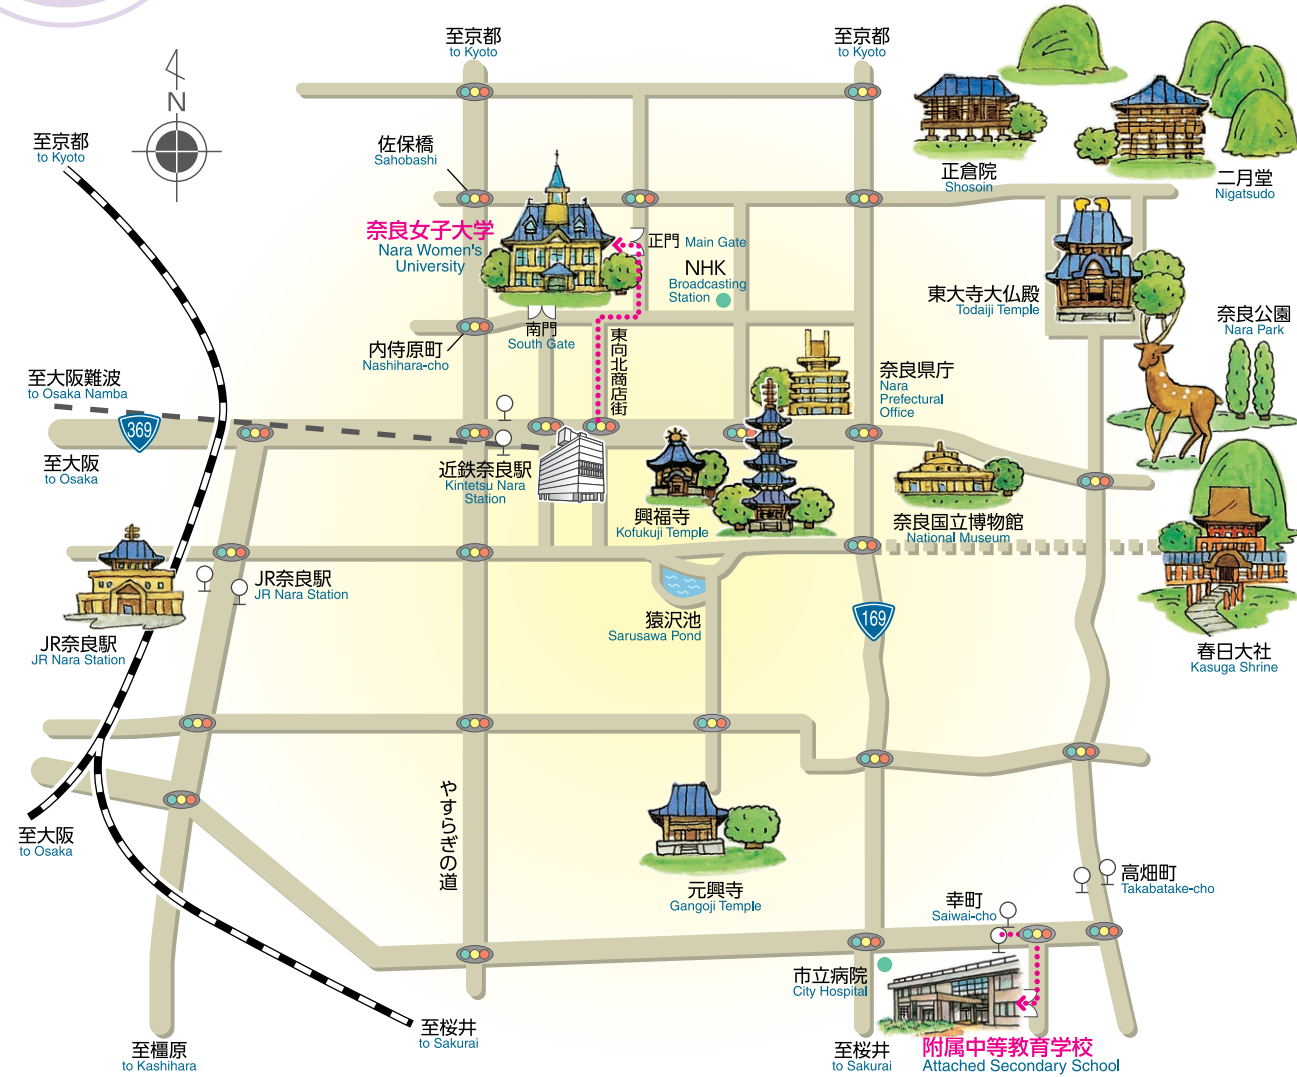 至京都
to Kyoto
至京都
to Kyoto
N
至京都
to Kyoto
佐保橋
Sahobashi
正倉院
Shosoin
二月堂
Nigatsudo
奈良女子大学
Nara Women's
University
正門 Main Gate
NHK
Broadcasting
Station
東大寺大仏殿
Todaiji Temple
奈良公園
Nara Park
南門
South Gate
内侍原町
Nashihara-cho
東向北商店街
奈良県庁
Nara
Prefectural
Office
至大阪難波
to Osaka Namba
369
至大阪
to Osaka
近鉄奈良駅
Kintetsu Nara
Station
興福寺
Kofukuji Temple
奈良国立博物館
National Museum
JR奈良駅
JR Nara Station
JR奈良駅
JR Nara Station
猿沢池
Sarusawa Pond
169
春日大社
Kasuga Shrine
やすらぎの道
至大阪
to Osaka
元興寺
Gangoji Temple
高畑町
Takabatake-cho
幸町
Saiwai-cho
市立病院
City Hospital
至桜井
to Sakurai
至橿原
to Kashihara
至桜井
to Sakurai
附属中等教育学校
Attached Secondary School